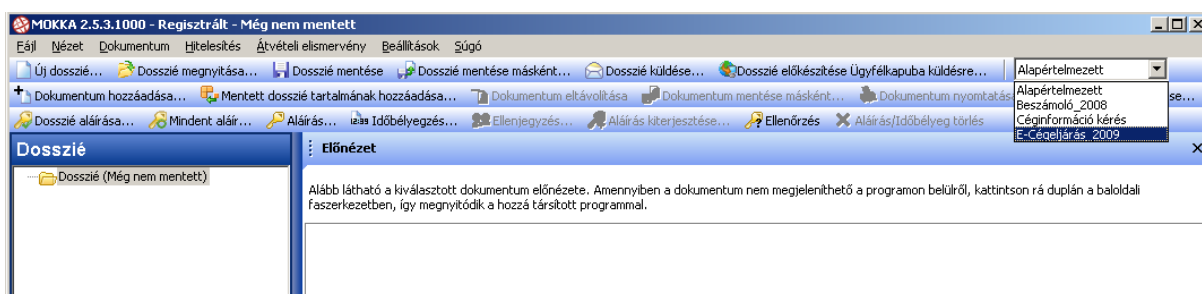 MOKKA 2.5.3.1000 - Regisztrált - Még nem mentett
Fájl Nézet Dokumentum Hitelesítés Átvételi elismervény Beállítások Súgó
Új dosszié... Dosszié megnyitása... Dosszié mentése Dosszié mentése másként... Dosszié küldése... Dosszié előkészítése Ügyfélkapuba küldésre... Alapértelmezett
Dokumentum hozzáadása... Mentett dosszié tartalmának hozzáadása... Dokumentum eltávolítása Dokumentum mentése másként... Dokumentum nyomtatás se...
Alapértelmezett
Beszámoló_2008
Céginformáció kérés
E-Cégeljárás_2009
Dosszié aláírása... Mindent aláír... Aláírás... Időbélyegzés... Ellenjegyzés... Aláírás kiterjesztése... Ellenőrzés Aláírás/Időbélyeg törlés
Dosszié
Előnézet
Dosszié (Még nem mentett)
Alább látható a kiválasztott dokumentum előnézete. Amennyiben a dokumentum nem megjeleníthető a programon belülről, kattintson rá duplán a baloldali
faszerkezetben, így megnyitódik a hozzá társított programmal.